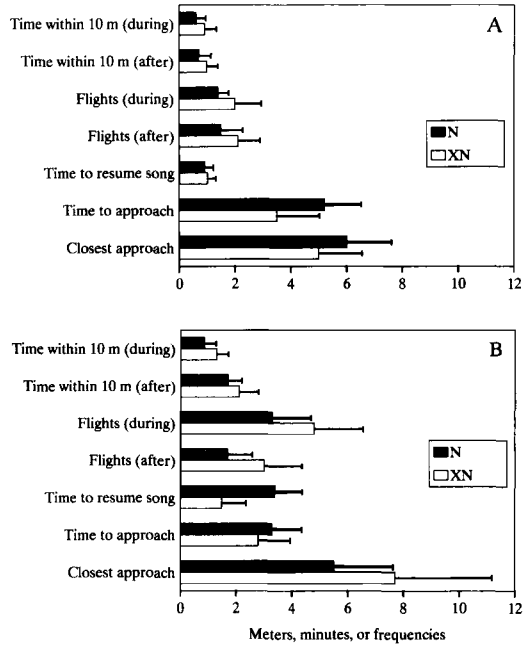 A
Time within 10 m (during)
Time within 10 m (after)
Flights (during)
Flights (after)
Time to resume song
Time to approach
Closest approach
N
XN
0 2 4 6 8 10 12
B
Time within 10 m (during)
Time within 10 m (after)
Flights (during)
Flights (after)
Time to resume song
Time to approach
Closest approach
N
XN
0 2 4 6 8 10 12
Meters, minutes, or frequencies